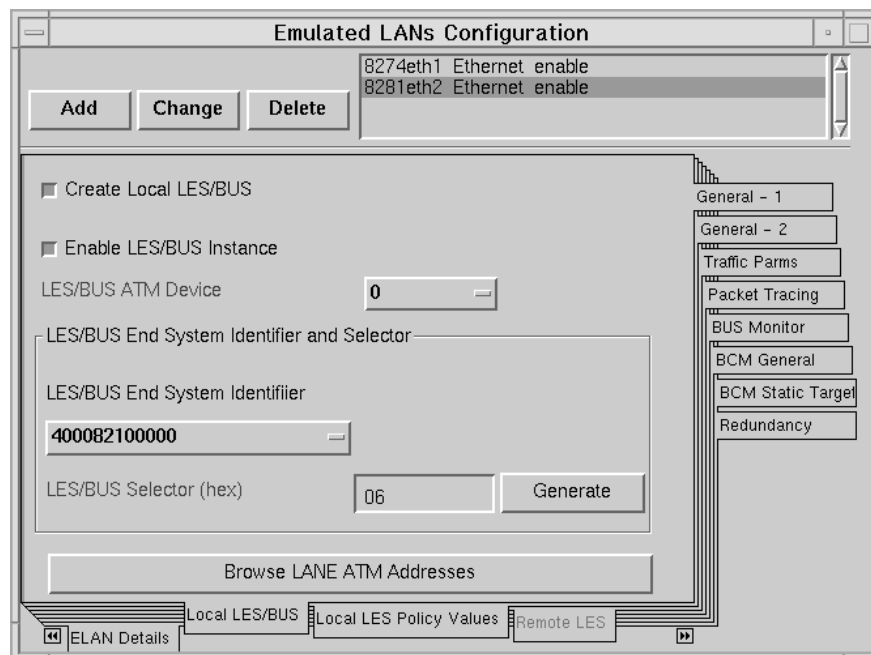 Emulated LANs Configuration
8274eth1 Ethernet enable
8281eth2 Ethernet enable
Add
Change
Delete
Create Local LES/BUS
Enable LES/BUS Instance
LES/BUS ATM Device
0
LES/BUS End System Identifier and Selector
LES/BUS End System Identifiier
400082100000
LES/BUS Selector (hex)
06
Generate
Browse LANE ATM Addresses
General - 1
General - 2
Traffic Parms
Packet Tracing
BUS Monitor
BCM General
BCM Static Target
Redundancy
ELAN Details
Local LES/BUS
Local LES Policy Values
Remote LES